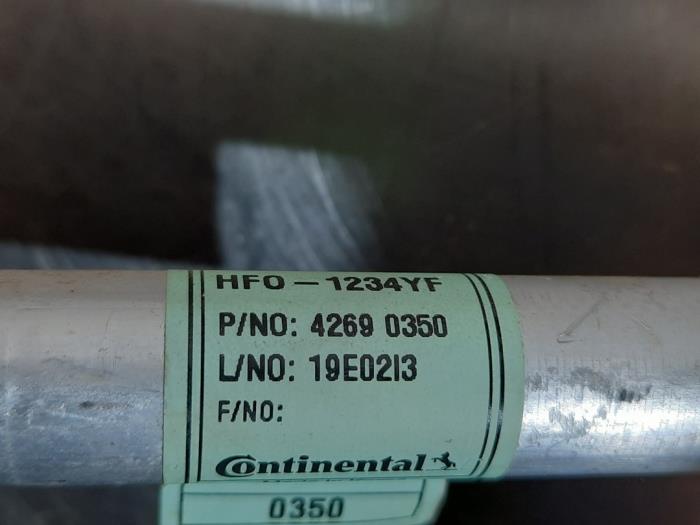 HFO - 1234YF
P/NO: 4269 0350
L/NO: 19E02I3
F/NO:
Continental
0350